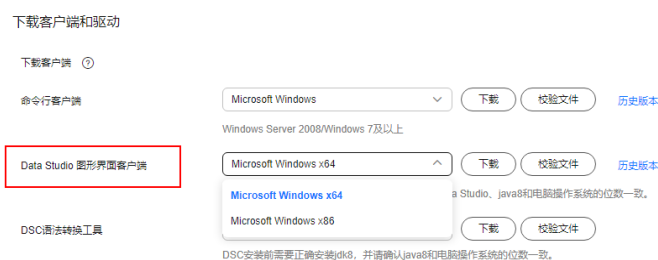 下载客户端和驱动
下载客户端 ?
命令行客户端 Microsoft Windows 下载 校验文件 历史版本
Windows Server 2008/Windows 7及以上
Data Studio 图形界面客户端 Microsoft Windows x64 下载 校验文件 历史版本
Microsoft Windows x64
a Studio、java8和电脑操作系统的位数一致。
Microsoft Windows x86
DSC语法转换工具 下载 校验文件
DSC安装前需要正确安装jdk8，并请确认java8和电脑操作系统的位数一致。